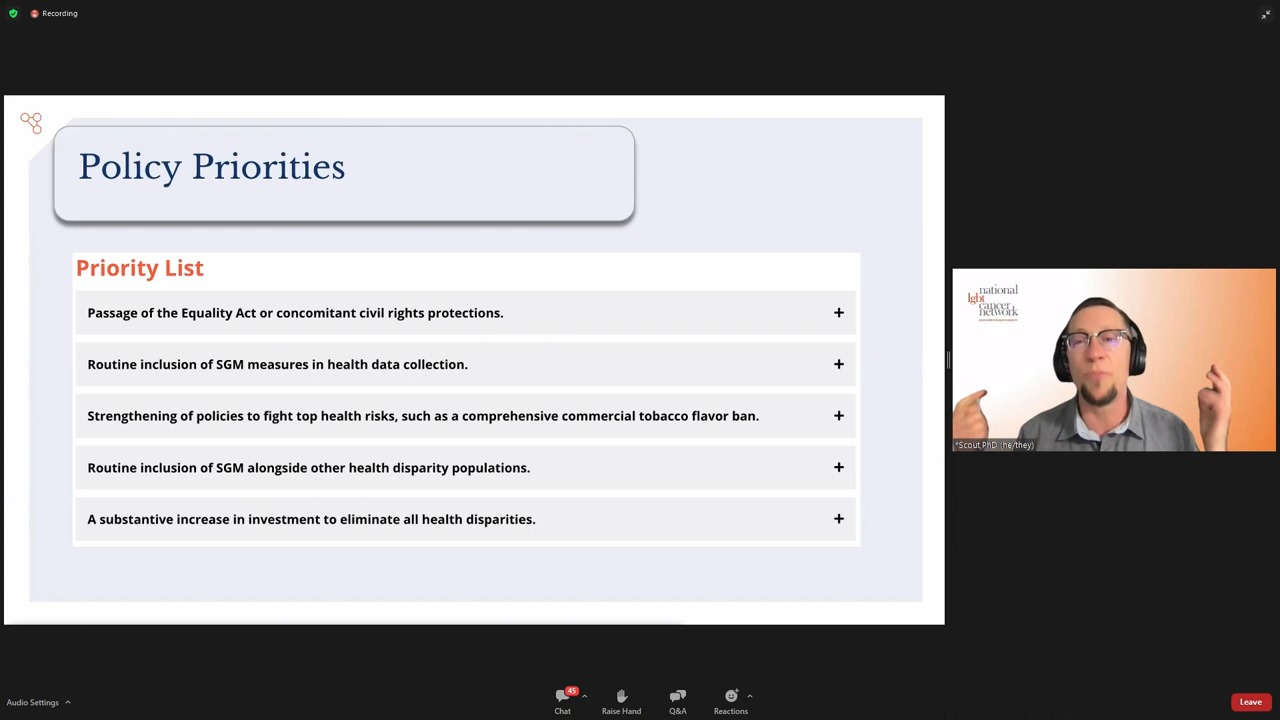 Recording
Policy Priorities
Priority List
Passage of the Equality Act or concomitant civil rights protections.
Routine inclusion of SGM measures in health data collection.
Strengthening of policies to fight top health risks, such as a comprehensive commercial tobacco flavor ban.
Routine inclusion of SGM alongside other health disparity populations.
A substantive increase in investment to eliminate all health disparities.
national
lgbt
cancer
network
*Scout,PhD (he/they)
Audio Settings
45
Chat
Raise Hand
Q&A
Reactions
Leave